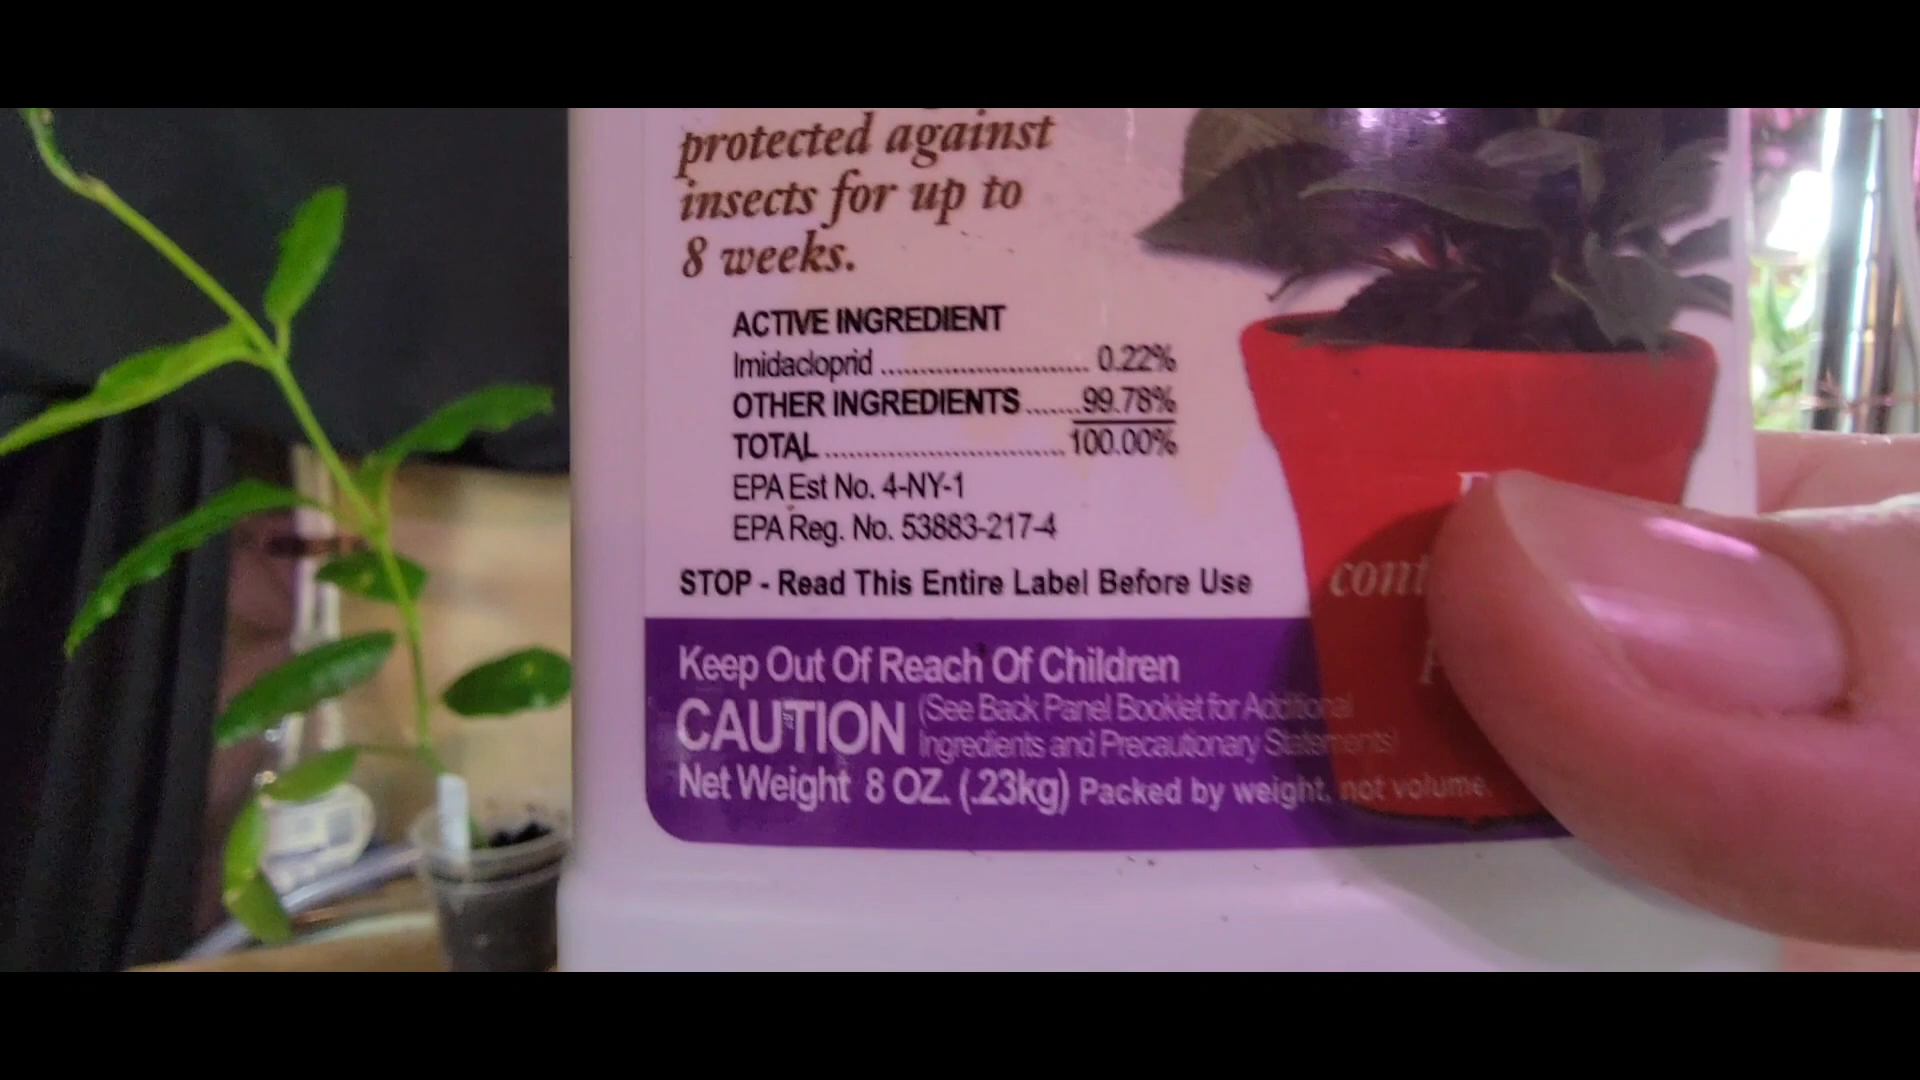 protected against
insects for up to
8 weeks.
ACTIVE INGREDIENT
Imidacloprid .......................... 0.22%
OTHER INGREDIENTS.......99.78%
TOTAL..............................100.00%
EPA Est No. 4-NY-1
EPA Reg. No. 53883-217-4
STOP - Read This Entire Label Before Use
Keep Out Of Reach Of Children
CAUTION (See Back Panel Booklet for Additional
Ingredients and Precautionary Statements)
Net Weight 8 OZ. (.23kg) Packed by weight, not volume.